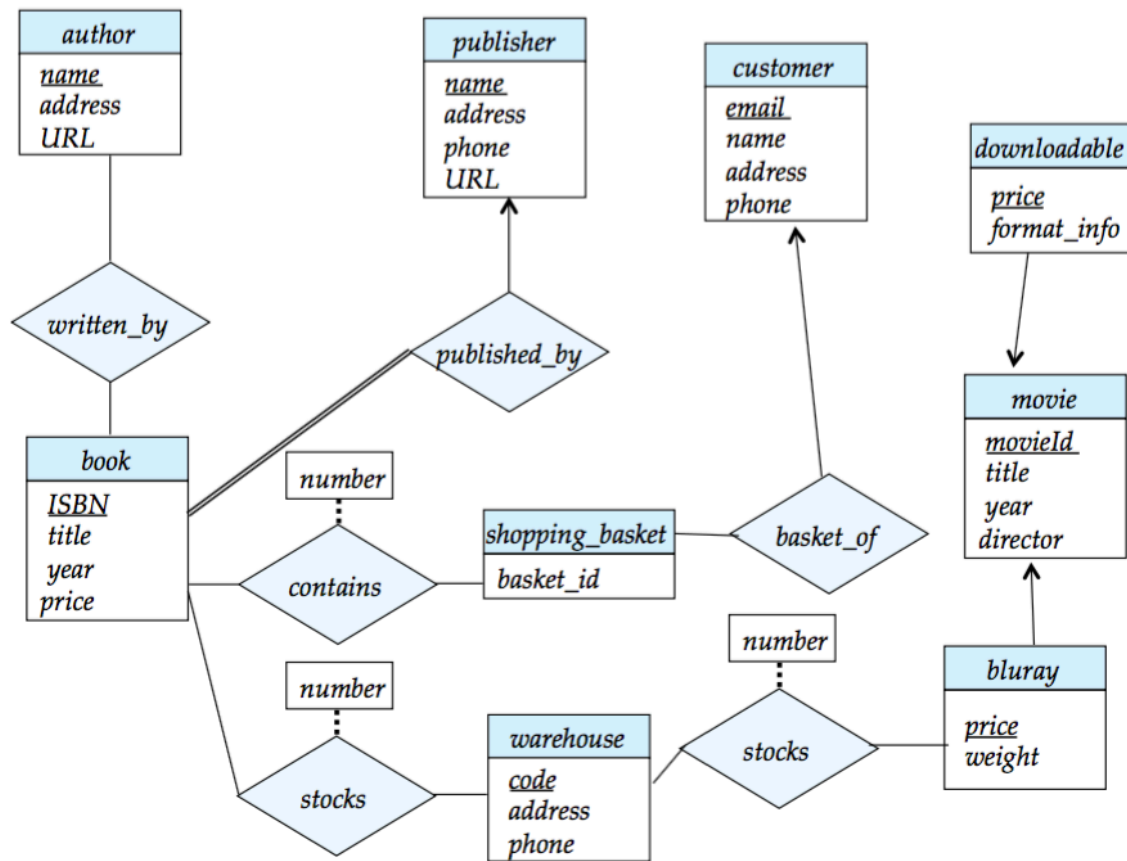 author
name
address
URL
publisher
name
address
phone
URL
customer
email
name
address
phone
downloadable
price
format_info
written_by
published_by
movie
movieId
title
year
director
book
ISBN
title
year
price
number
contains
shopping_basket
basket_id
basket_of
number
stocks
warehouse
code
address
phone
number
stocks
bluray
price
weight